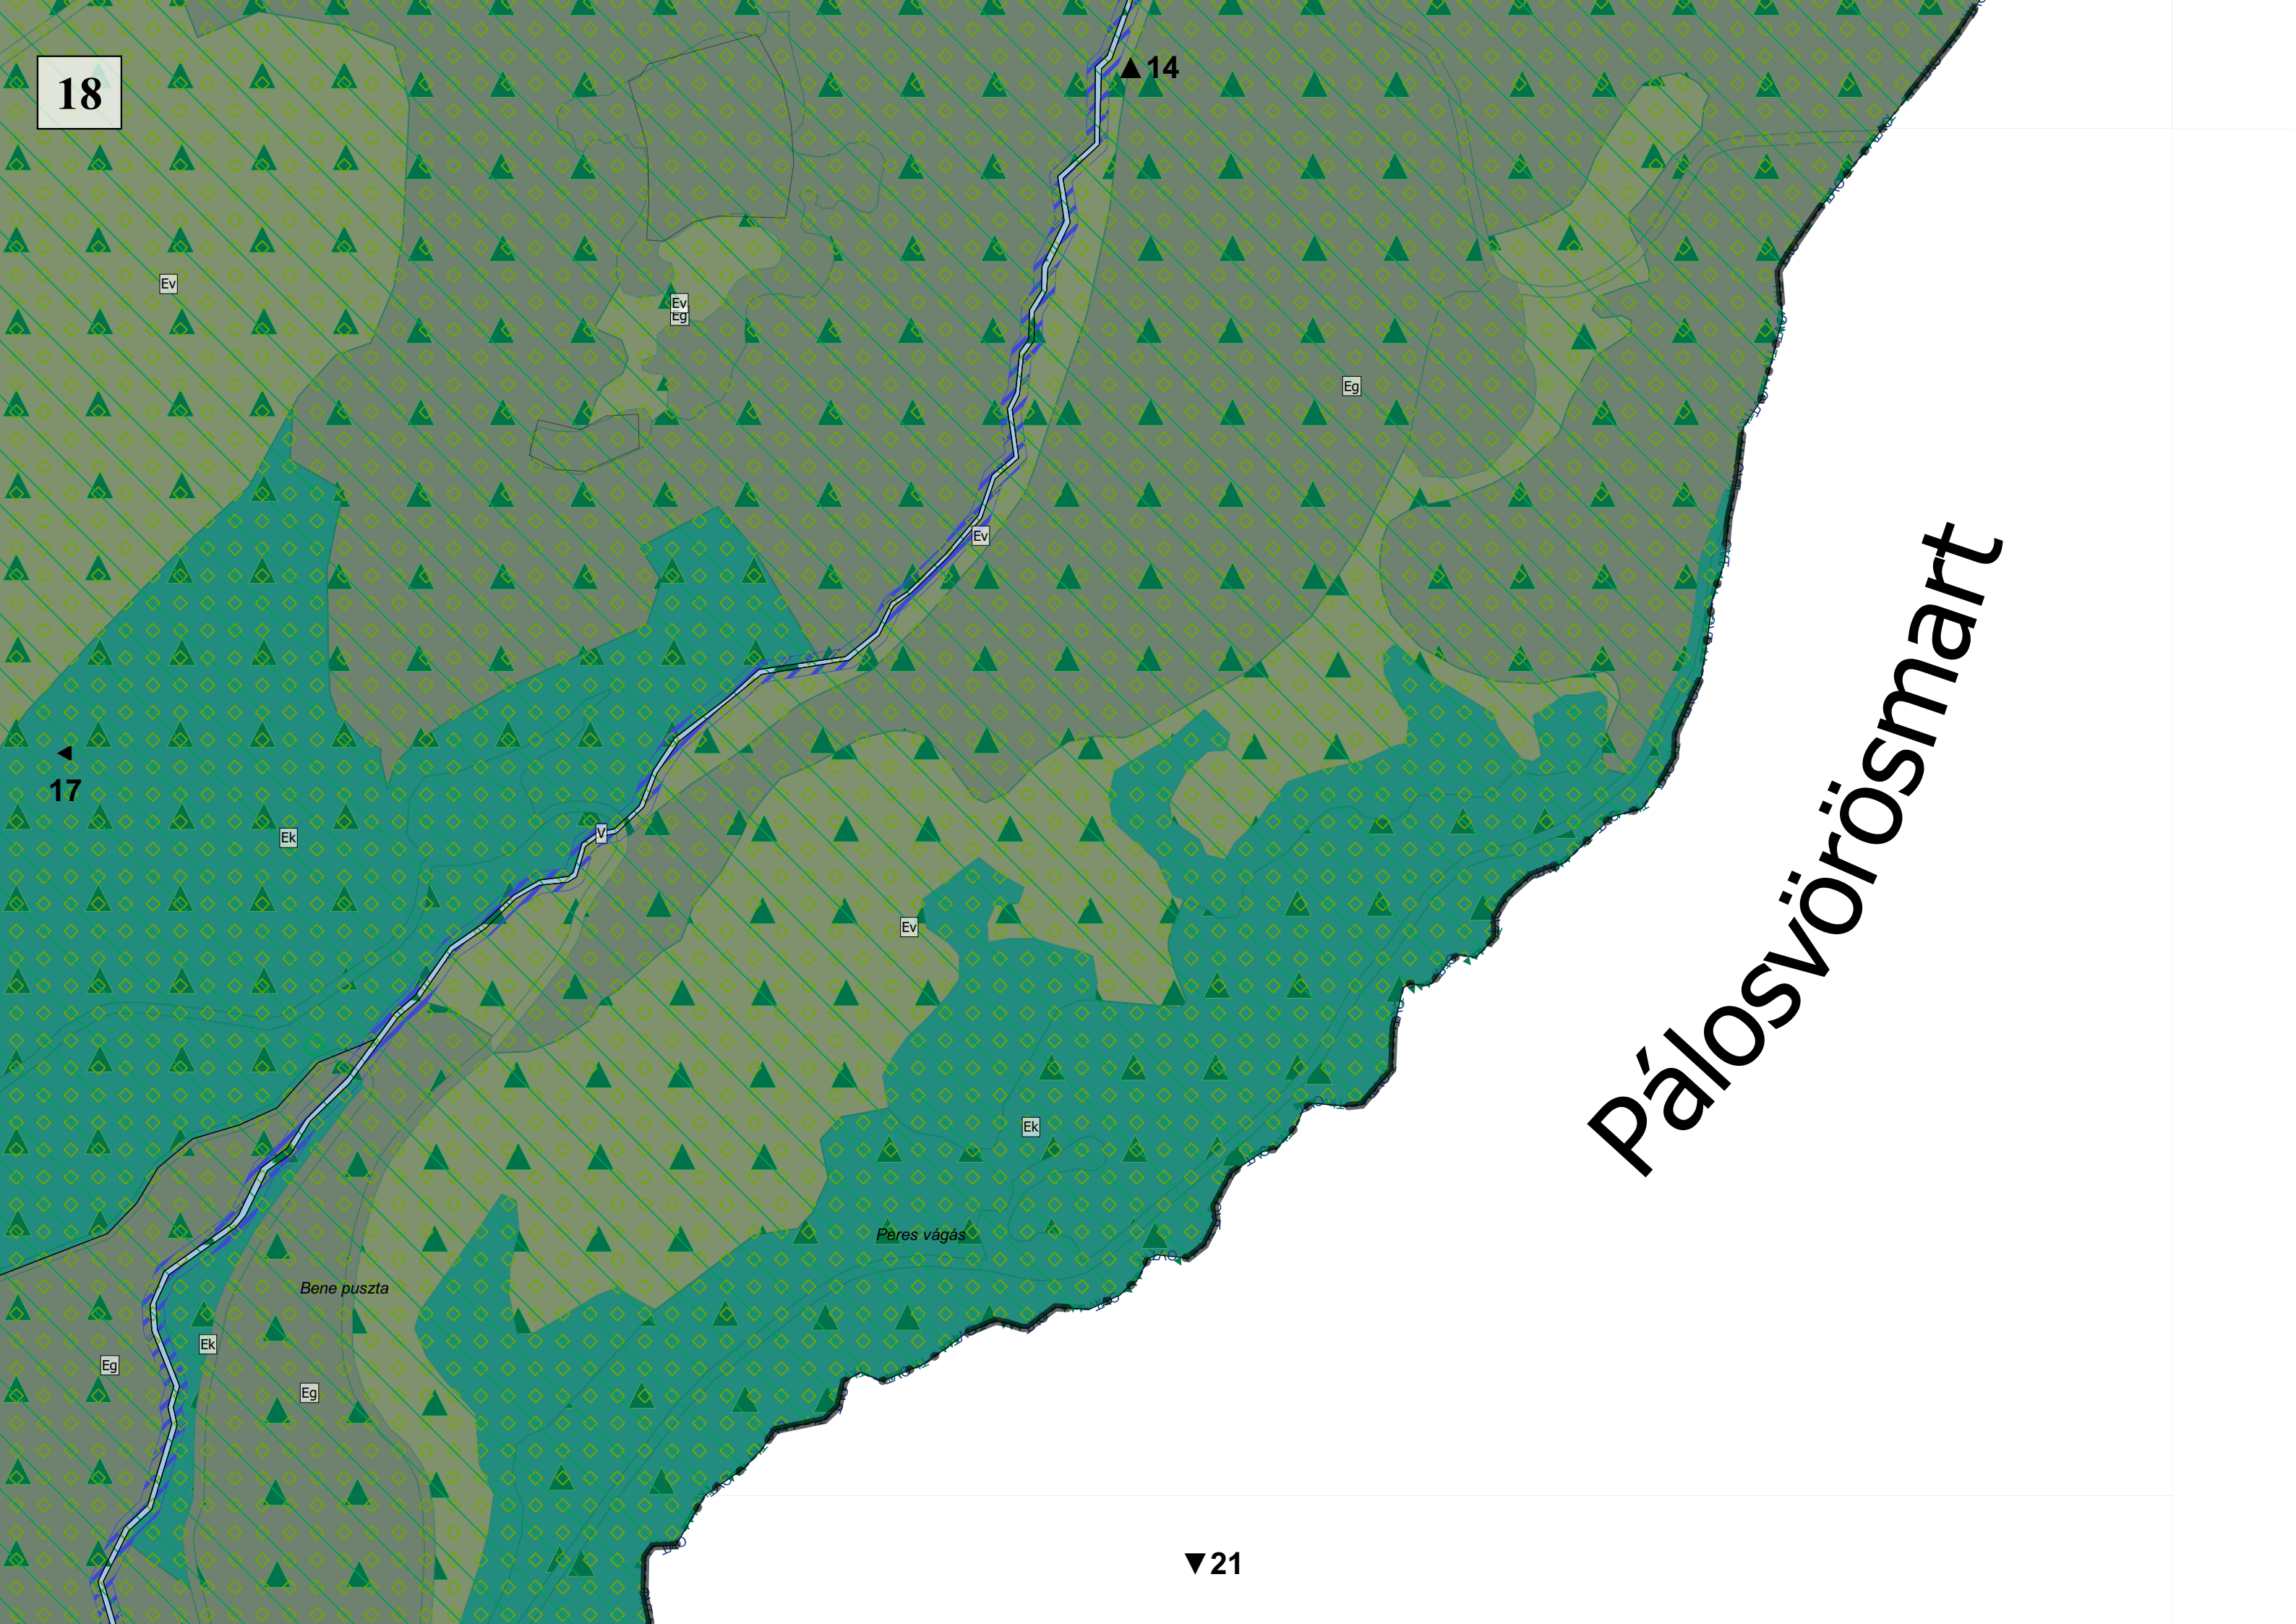 18
▲14
Ev
Ev
Eg
Eg
Ev
Pálosvörösmart
◄
17
V
Ek
Ev
Ek
Peres vágás
Bene puszta
Ek
Eg
Eg
▼21